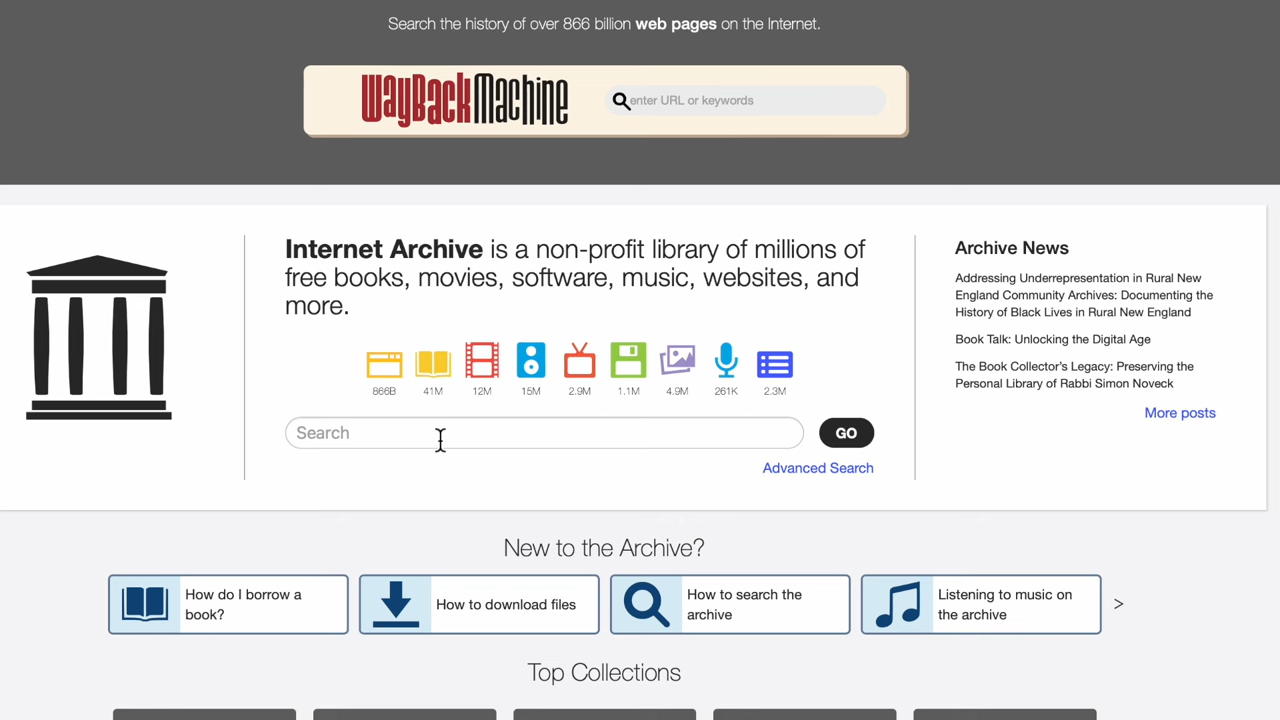 Search the history of over 866 billion web pages on the Internet.
WayBackMachine
enter URL or keywords
Internet Archive is a non-profit library of millions of
free books, movies, software, music, websites, and
more.
866B 41M 12M 15M 2.9M 1.1M 4.9M 261K 2.3M
Search
GO
Advanced Search
Archive News
Addressing Underrepresentation in Rural New
England Community Archives: Documenting the
History of Black Lives in Rural New England
Book Talk: Unlocking the Digital Age
The Book Collector's Legacy: Preserving the
Personal Library of Rabbi Simon Noveck
More posts
New to the Archive?
How do I borrow a
book?
How to download files
How to search the
archive
Listening to music on
the archive
>
Top Collections